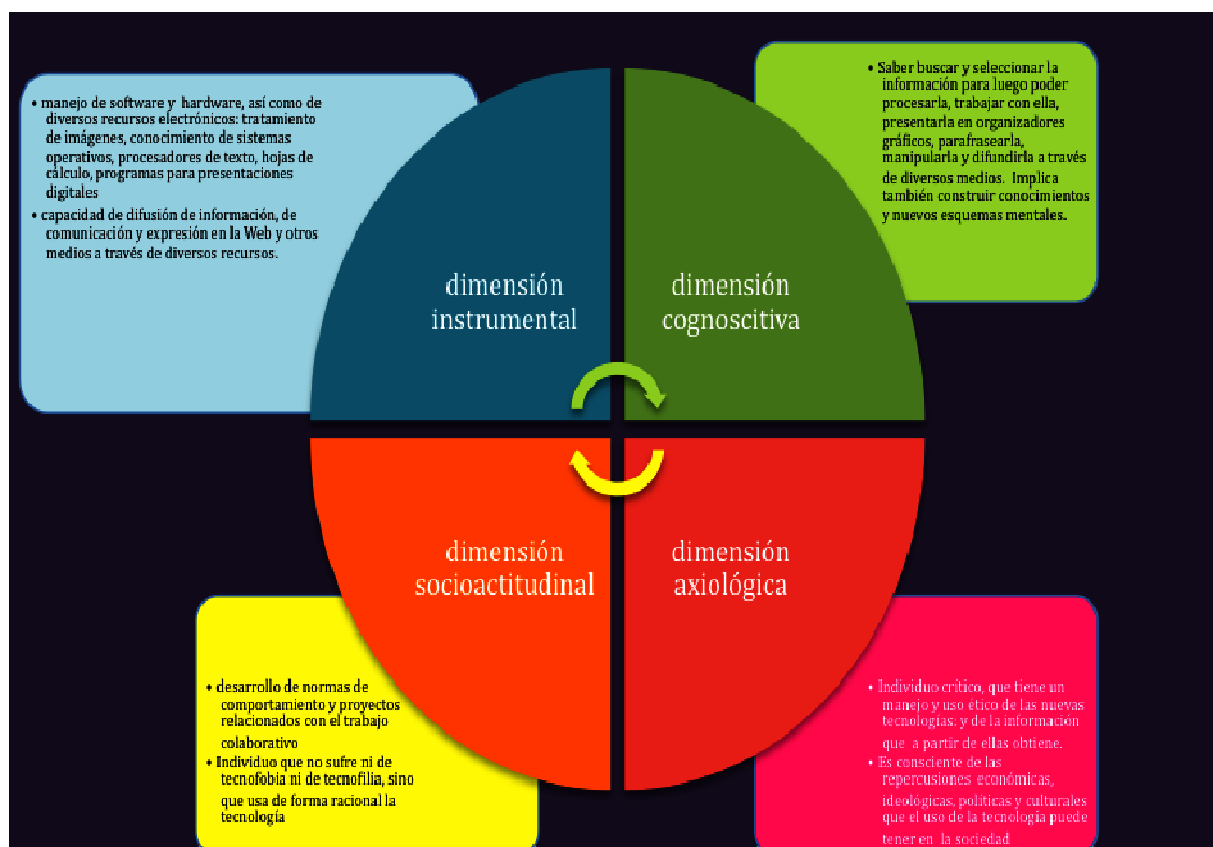 • manejo de software y hardware, así como de
diversos recursos electrónicos: tratamiento
de imágenes, conocimiento de sistemas
operativos, procesadores de texto, hojas de
cálculo, programas para presentaciones
digitales
• capacidad de difusión de información, de
comunicación y expresión en la Web y otros
medios a través de diversos recursos.
• Saber buscar y seleccionar la
información para luego poder
procesarla, trabajar con ella,
presentarla en organizadores
gráficos, parafrasearla,
manipularla y difundirla a través
de diversos medios. Implica
también construir conocimientos
y nuevos esquemas mentales.
dimensión
instrumental
dimensión
cognoscitiva
dimensión
socioactitudinal
dimensión
axiológica
• desarrollo de normas de
comportamiento y proyectos
relacionados con el trabajo
colaborativo
• Individuo que no sufre ni de
tecnofobia ni de tecnofilia, sino
que usa de forma racional la
tecnología
• Individuo crítico, que tiene un
manejo y uso ético de las nuevas
tecnologías; y de la información
que a partir de ellas obtiene.
• Es consciente de las
repercusiones económicas,
ideológicas, políticas y culturales
que el uso de la tecnología puede
tener en la sociedad